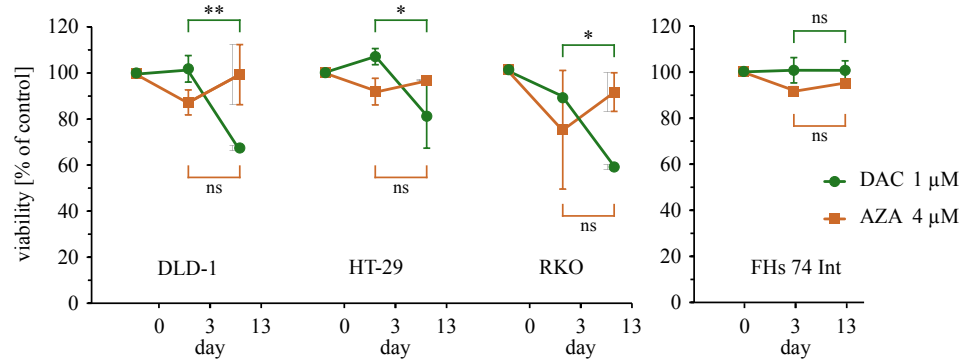 120
100
80
60
40
20
0
viability [% of control]
**
ns
DLD-1
0 3 13
day
*
ns
HT-29
0 3 13
day
*
ns
RKO
0 3 13
day
120
100
80
60
40
20
0
ns
ns
DAC 1 µM
AZA 4 µM
FHs 74 Int
0 3 13
day